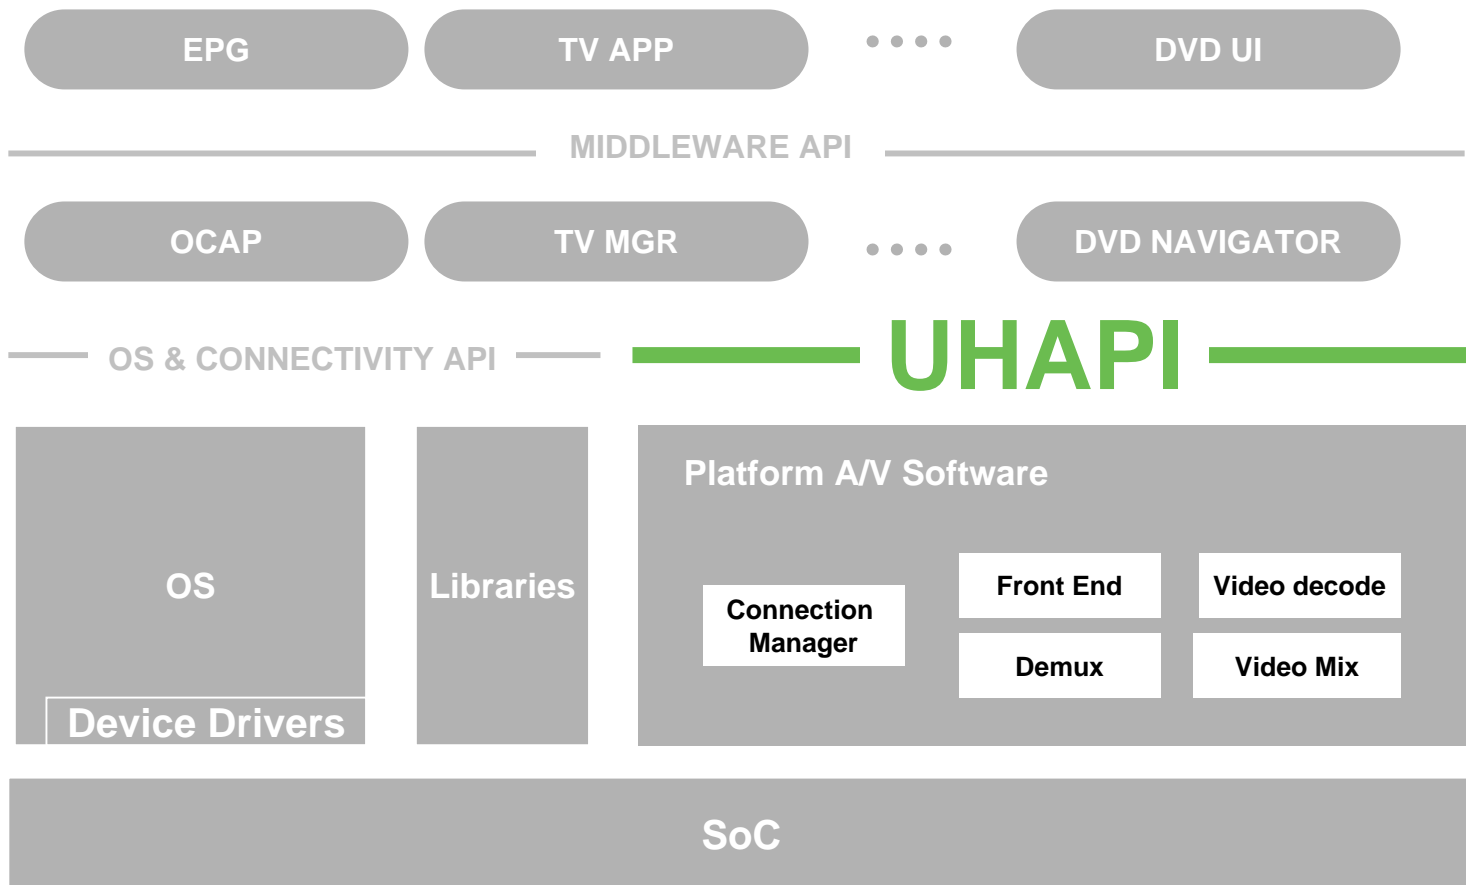 EPG
TV APP
DVD UI
MIDDLEWARE API
OCAP
TV MGR
DVD NAVIGATOR
OS & CONNECTIVITY API
UHAPI
OS
Device Drivers
Libraries
Platform A/V Software
Connection
Manager
Front End
Video decode
Demux
Video Mix
SoC